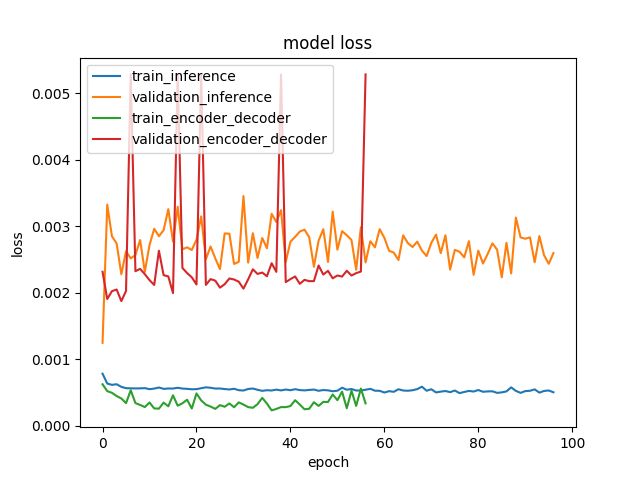 model loss
train_inference
validation_inference
train_encoder_decoder
validation_encoder_decoder
loss
0.005
0.004
0.003
0.002
0.001
0.000
0 20 40 60 80 100
epoch